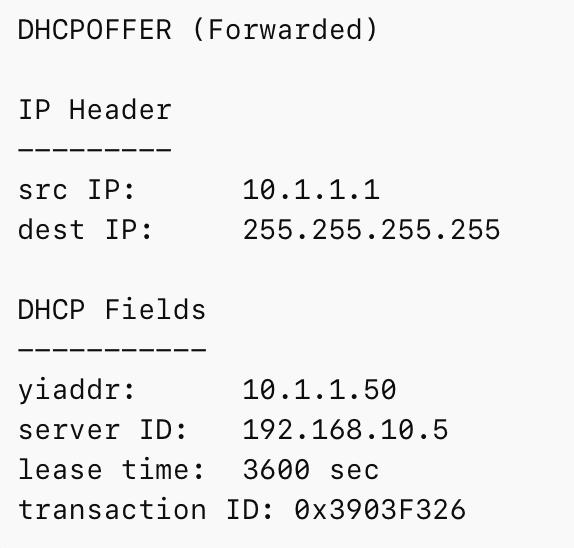 DHCPOFFER (Forwarded)
IP Header
---------
src IP: 10.1.1.1
dest IP: 255.255.255.255
DHCP Fields
-----------
yiaddr: 10.1.1.50
server ID: 192.168.10.5
lease time: 3600 sec
transaction ID: 0x3903F326